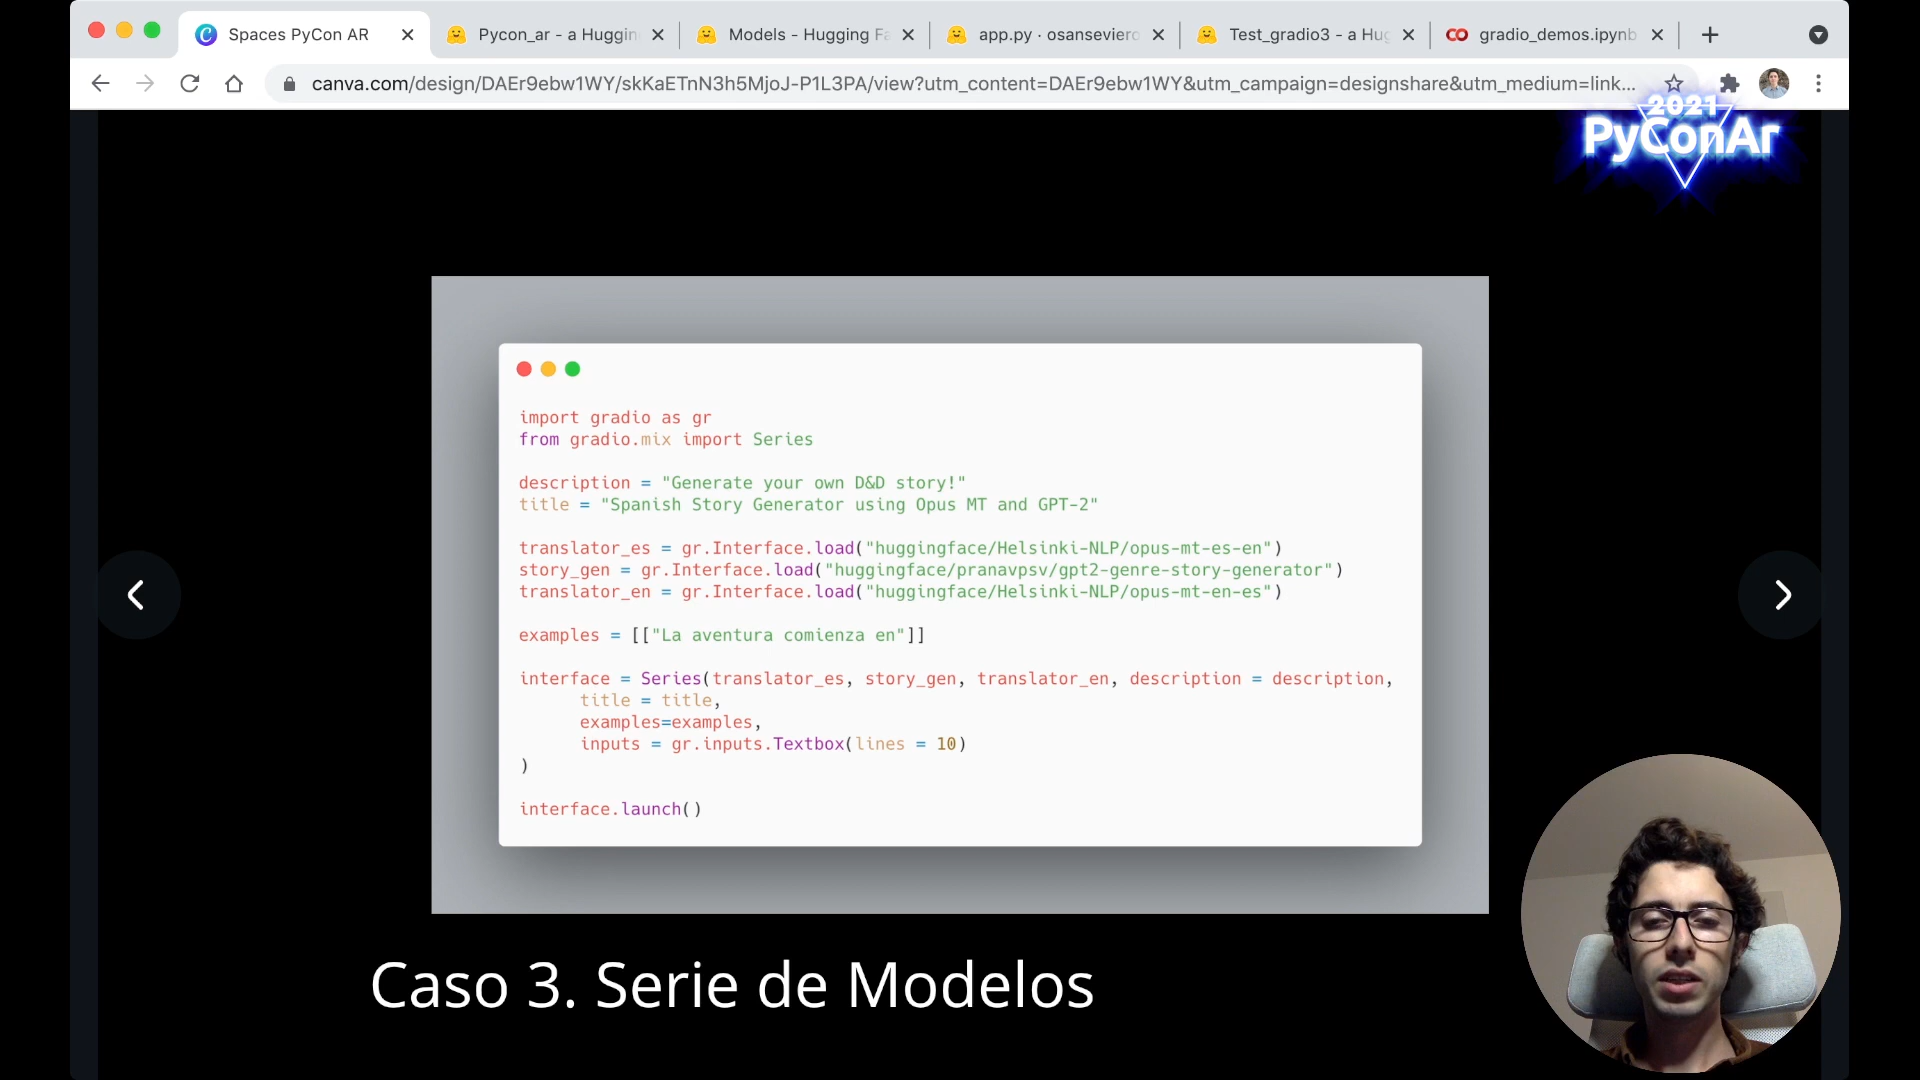 Spaces PyCon AR
Pycon_ar - a Huggin
Models - Hugging Fa
app.py · osanseviero
Test_gradio3 - a Hug
gradio_demos.ipynb
canva.com/design/DAEr9ebw1WY/skKaETnN3h5MjoJ-P1L3PA/view?utm_content=DAEr9ebw1WY&utm_campaign=designshare&utm_medium=link...
2021
PyConAr
import gradio as gr
from gradio.mix import Series
description = "Generate your own D&D story!"
title = "Spanish Story Generator using Opus MT and GPT-2"
translator_es = gr.Interface.load("huggingface/Helsinki-NLP/opus-mt-es-en")
story_gen = gr.Interface.load("huggingface/pranavpsv/gpt2-genre-story-generator")
translator_en = gr.Interface.load("huggingface/Helsinki-NLP/opus-mt-en-es")
examples = [["La aventura comienza en"]]
interface = Series(translator_es, story_gen, translator_en, description = description,
title = title,
examples=examples,
inputs = gr.inputs.Textbox(lines = 10)
)
interface.launch()
Caso 3. Serie de Modelos